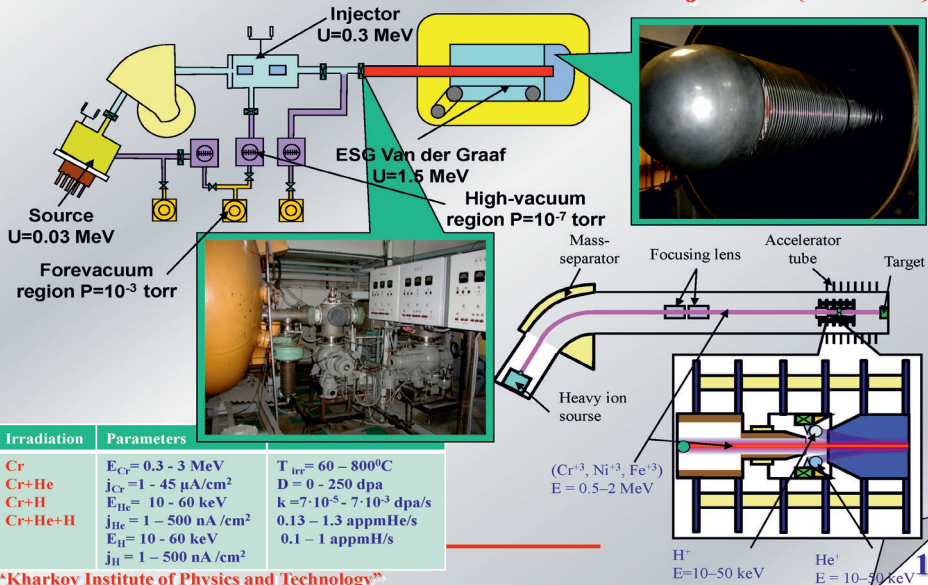 Injector
U=0.3 MeV
ESG Van der Graaf
U=1.5 MeV
High-vacuum
region P=10⁻⁷ torr
Source
U=0.03 MeV
Forevacuum
region P=10⁻³ torr
Mass-
separator
Focusing lens
Accelerator
tube
Target
Heavy ion
sourse
(Cr⁺³, Ni⁺³, Fe⁺³)
E = 0.5–2 MeV
H⁺
E=10–50 keV
He⁺
E = 10–50 keV
1
Irradiation Parameters
Cr E_Cr= 0.3 - 3 MeV T irr= 60 – 800⁰C
Cr+He j_Cr =1 - 45 μA/cm² D = 0 - 250 dpa
Cr+H E_He= 10 - 60 keV k =7·10⁻⁵ - 7·10⁻³ dpa/s
Cr+He+H j_He = 1 – 500 nA /cm² 0.13 – 1.3 appmHe/s
E_H= 10 - 60 keV 0.1 – 1 appmH/s
j_H = 1 – 500 nA /cm²
“Kharkov Institute of Physics and Technology”